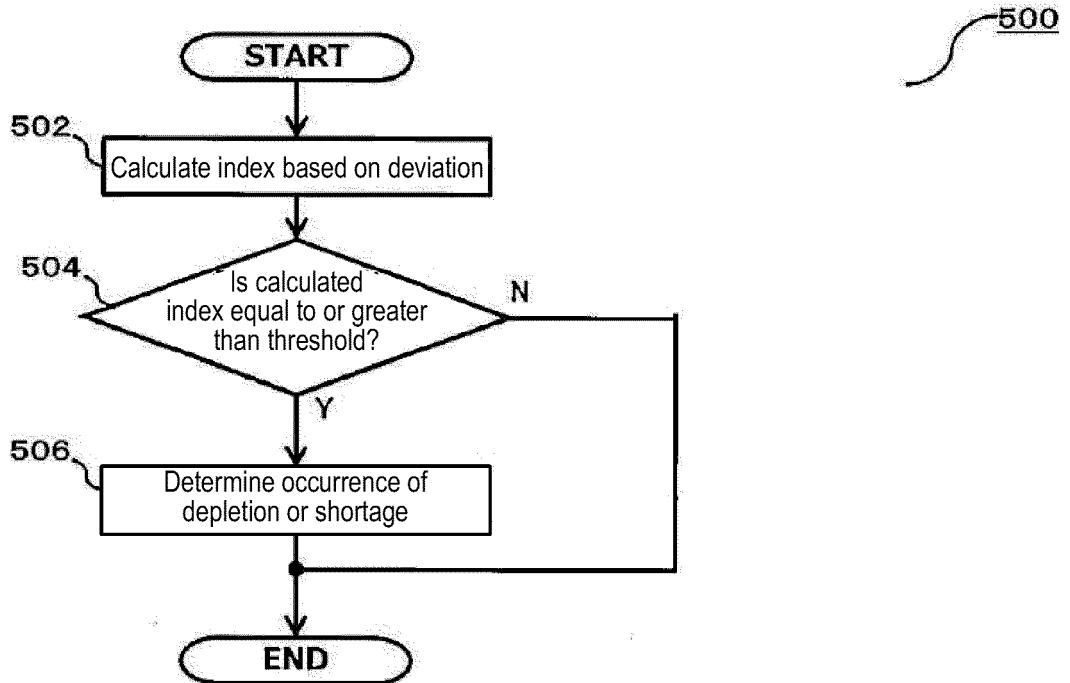 500
START
502
Calculate index based on deviation
504
Is calculated
index equal to or greater
than threshold?
N
Y
506
Determine occurrence of
depletion or shortage
END